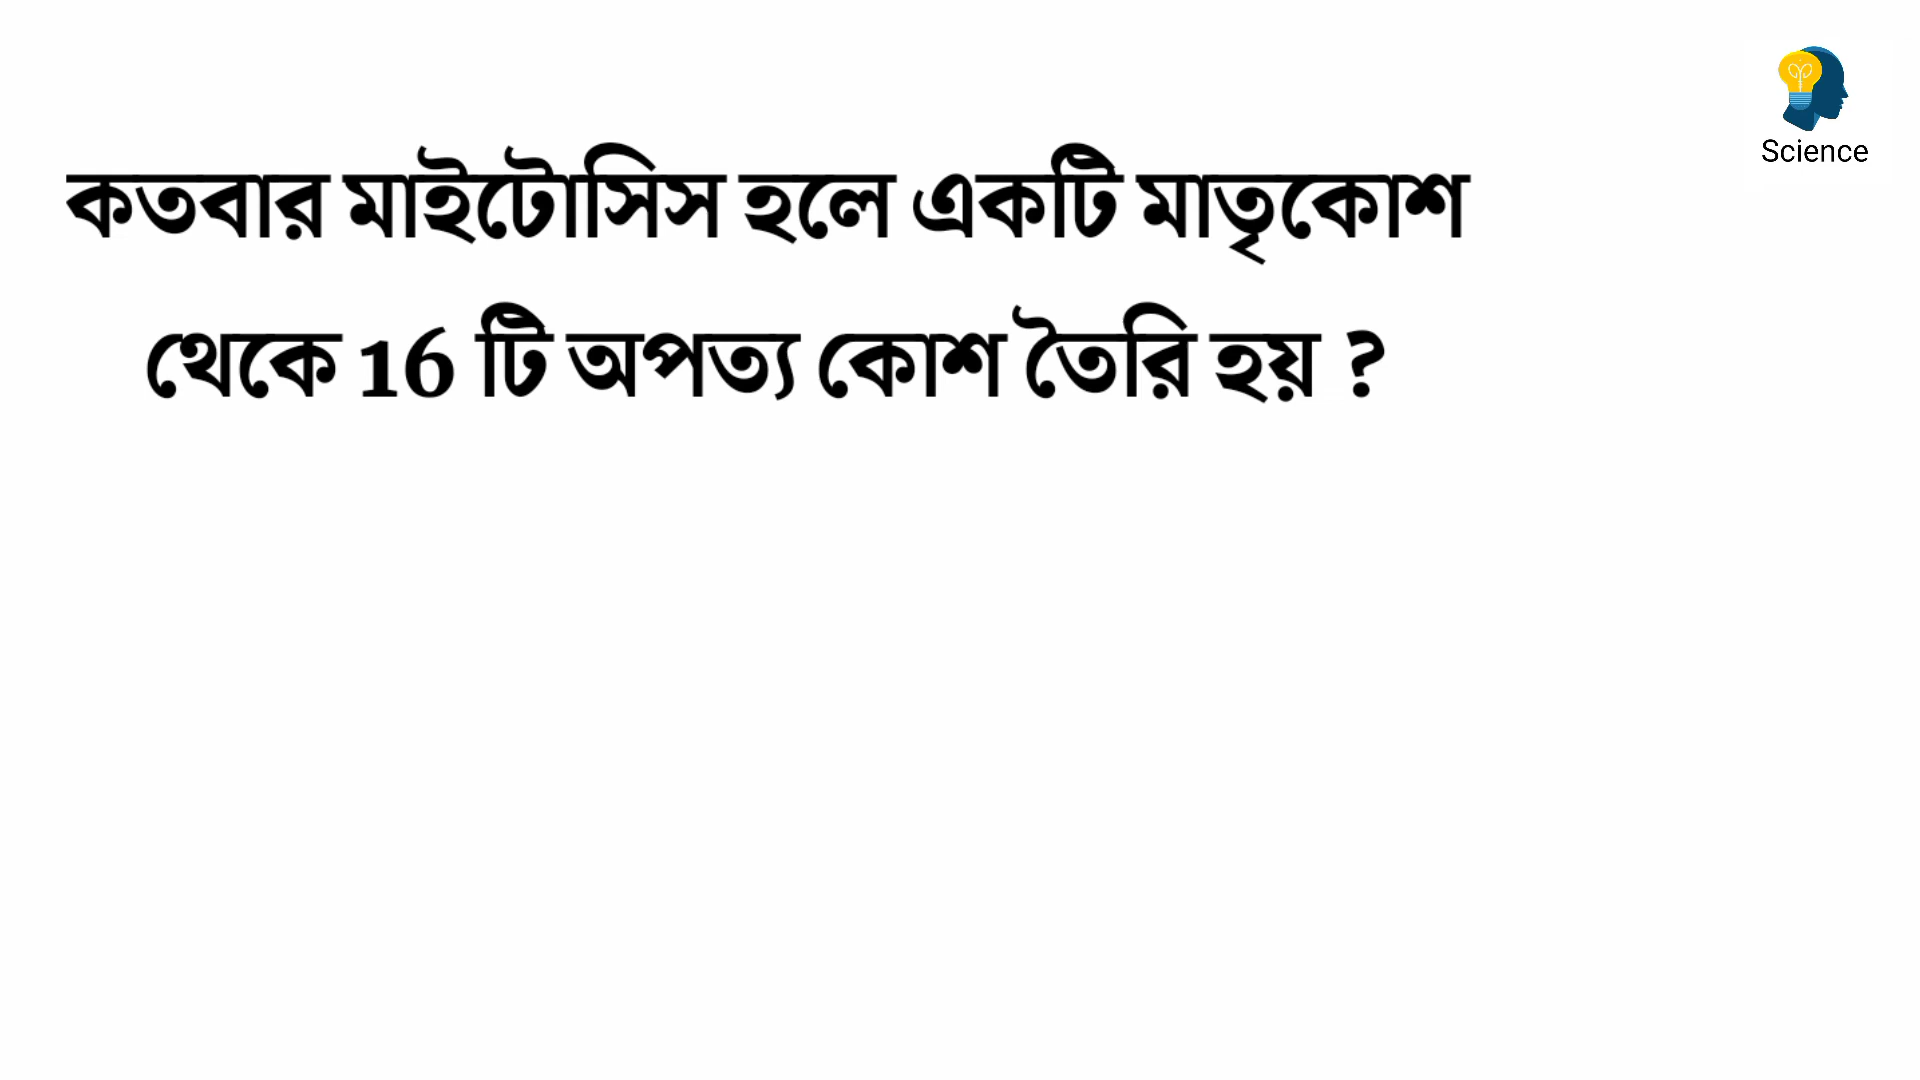 Science
কতবার মাইটোসিস হলে একটি মাতৃকোশ
থেকে 16 টি অপত্য কোশ তৈরি হয় ?